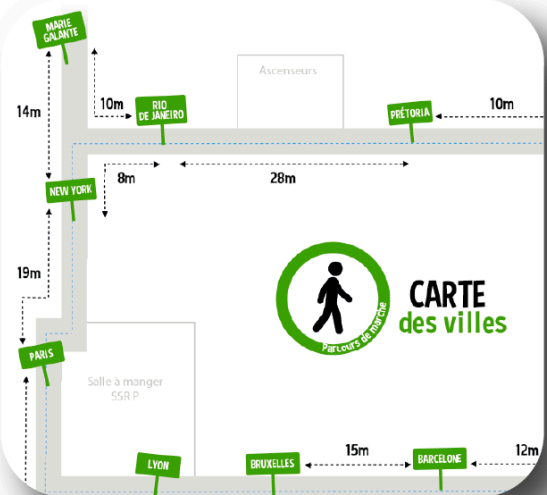 MARIE
GALANTE
14m
10m
RIO
DE JANEIRO
Ascenseurs
PRÉTORIA
10m
8m
28m
NEW YORK
19m
CARTE
des villes
Parcours de marche
PARIS
Salle à manger
SSR P
LYON
BRUXELLES
15m
BARCELONE
12m